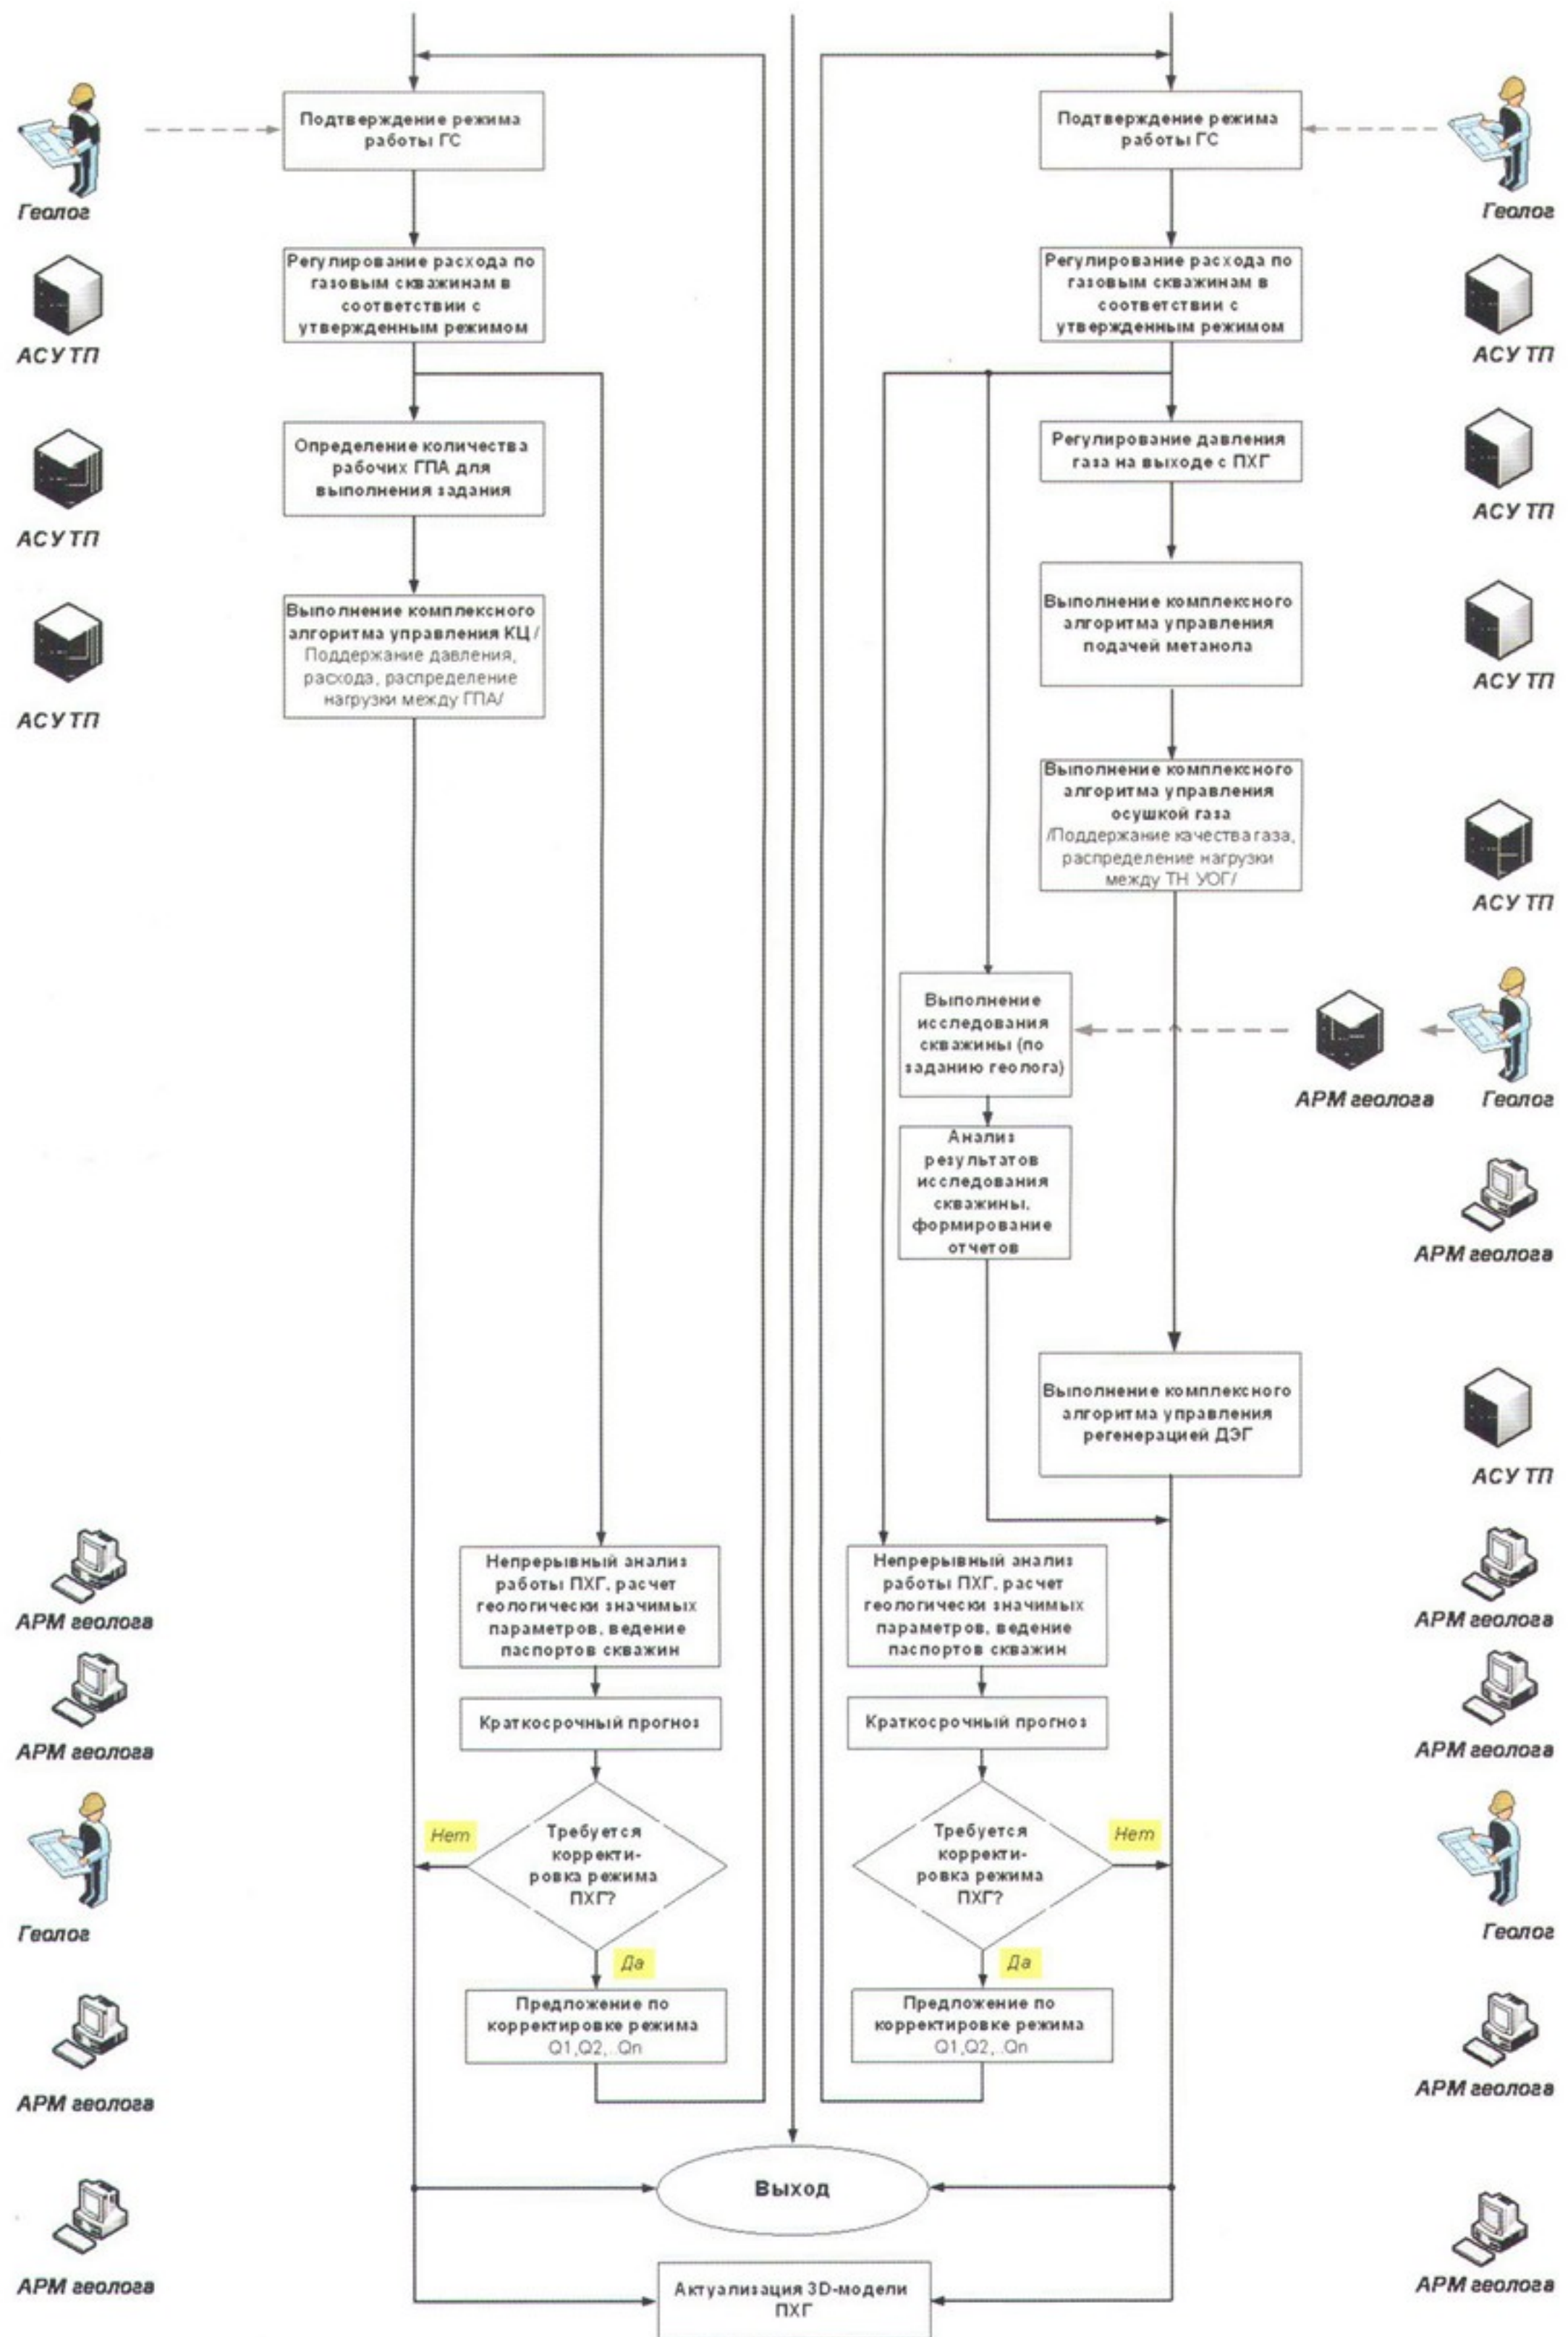 Подтверждение режима
работы ГС
Подтверждение режима
работы ГС
Геолог
Геолог
Регулирование расхода по
газовым скважинам в
соответствии с
утвержденным режимом
Регулирование расхода по
газовым скважинам в
соответствии с
утвержденным режимом
АСУ ТП
АСУ ТП
Определение количества
рабочих ГПА для
выполнения задания
Регулирование давления
газа на выходе с ПХГ
АСУ ТП
АСУ ТП
Выполнение комплексного
алгоритма управления КЦ /
Поддержание давления,
расхода, распределение
нагрузки между ГПА/
Выполнение комплексного
алгоритма управления
подачей метанола
АСУ ТП
АСУ ТП
Выполнение комплексного
алгоритма управления
осушкой газа
/Поддержание качества газа,
распределение нагрузки
между ТН УОГ/
АСУ ТП
Выполнение
исследования
скважины (по
заданию геолога)
АРМ геолога
Геолог
Анализ
результатов
исследования
скважины,
формирование
отчетов
АРМ геолога
Выполнение комплексного
алгоритма управления
регенерацией ДЭГ
АСУ ТП
Непрерывный анализ
работы ПХГ, расчет
геологически значимых
параметров, ведение
паспортов скважин
Непрерывный анализ
работы ПХГ, расчет
геологически значимых
параметров, ведение
паспортов скважин
АРМ геолога
АРМ геолога
Краткосрочный прогноз
Краткосрочный прогноз
АРМ геолога
АРМ геолога
Нет
Требуется
корректи-
ровка режима
ПХГ?
Требуется
корректи-
ровка режима
ПХГ?
Нет
Геолог
Геолог
Да
Да
Предложение по
корректировке режима
Q1,Q2,..Qn
Предложение по
корректировке режима
Q1,Q2,..Qn
АРМ геолога
АРМ геолога
Выход
АРМ геолога
АРМ геолога
Актуализация 3D-модели
ПХГ